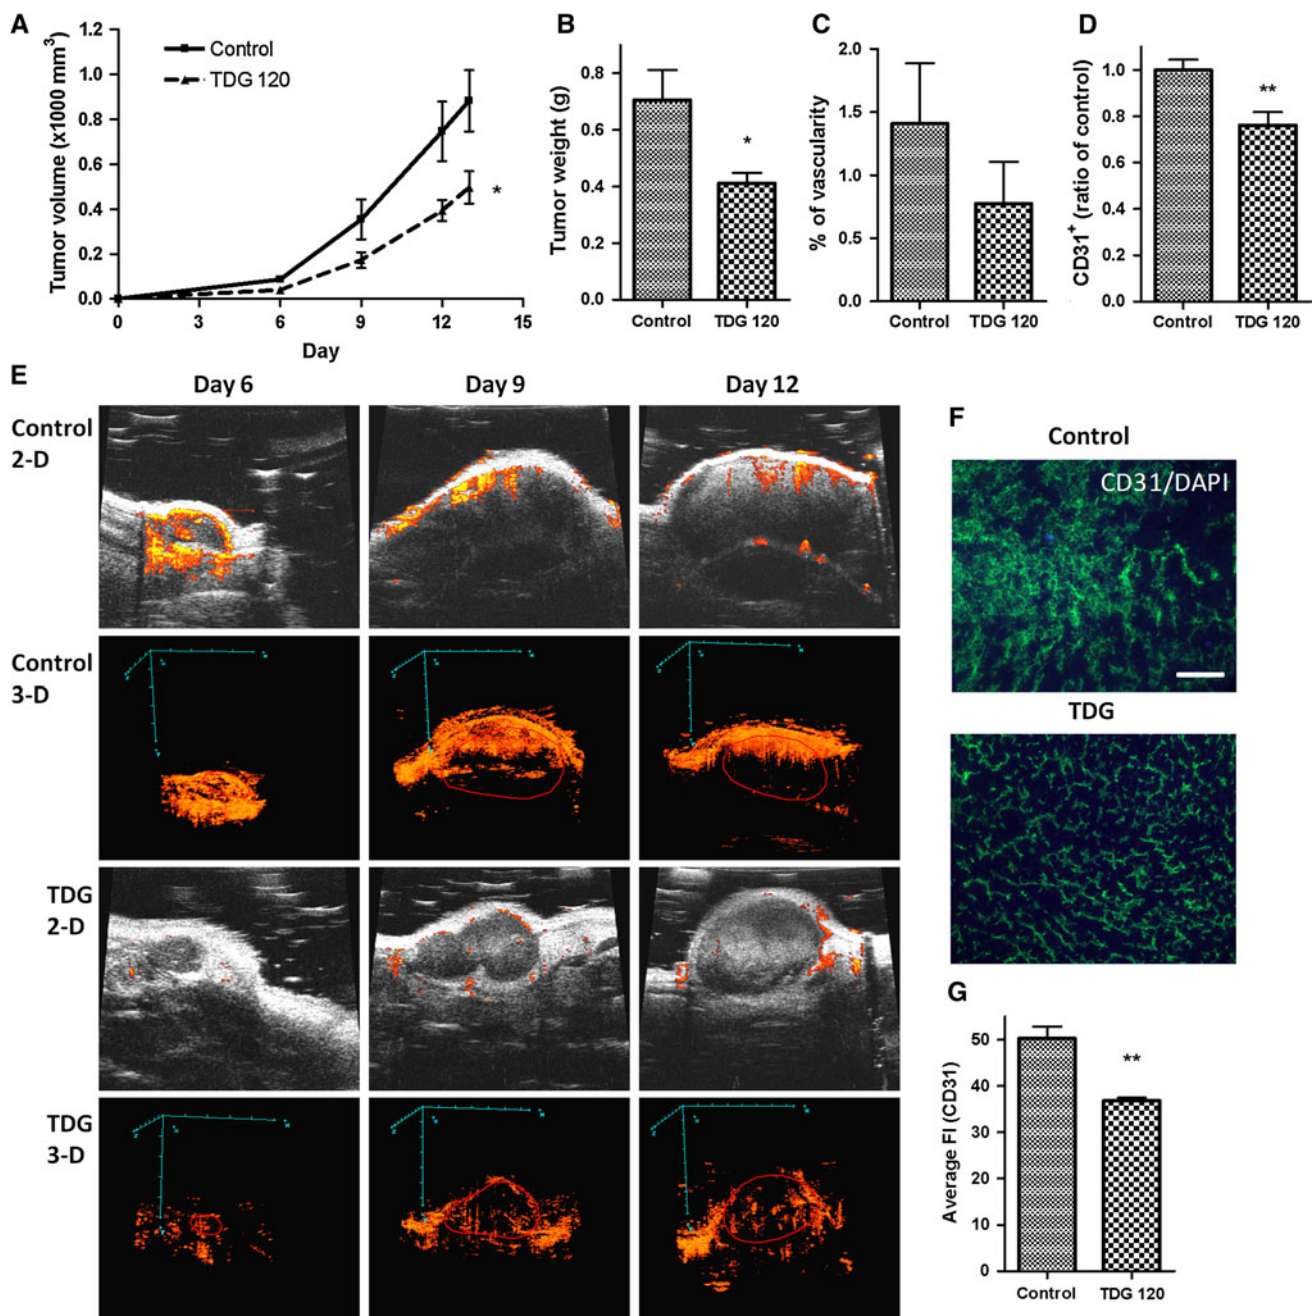 A
Tumor volume (x1000 mm³)
1.2
1.0
0.8
0.6
0.4
0.2
0.0
Control
TDG 120
*
0 3 6 9 12 15
Day
B
Tumor weight (g)
0.8
0.6
0.4
0.2
0.0
*
Control TDG 120
C
% of vascularity
2.0
1.5
1.0
0.5
0.0
Control TDG 120
D
CD31⁺ (ratio of control)
1.0
0.8
0.6
0.4
0.2
0.0
**
Control TDG 120
E
Day 6 Day 9 Day 12
Control
2-D
Control
3-D
TDG
2-D
TDG
3-D
F
Control
CD31/DAPI
TDG
G
Average FI (CD31)
50
40
30
20
10
0
**
Control TDG 120